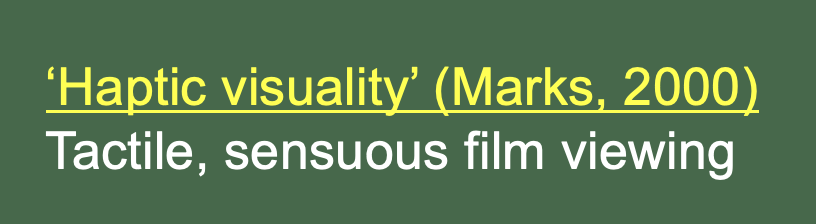 ‘Haptic visuality’ (Marks, 2000)
Tactile, sensuous film viewing